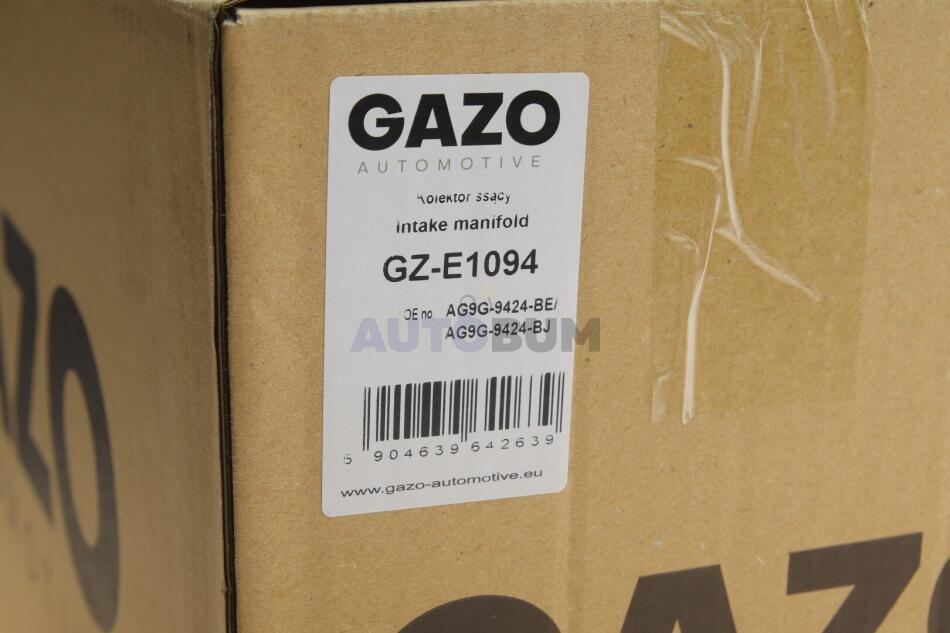 GAZO
AUTOMOTIVE
Kolektor ssący
Intake manifold
GZ-E1094
OE no AG9G-9424-BE/
AG9G-9424-BJ
AUTOBUM
5 904639 642639
www.gazo-automotive.eu
AZO
GAZO